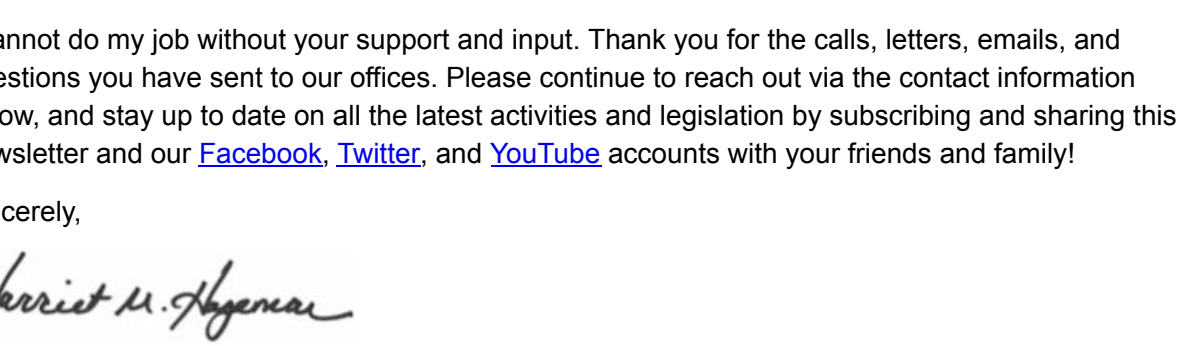 annot do my job without your support and input. Thank you for the calls, letters, emails, and
estions you have sent to our offices. Please continue to reach out via the contact information
ow, and stay up to date on all the latest activities and legislation by subscribing and sharing this
wsletter and our Facebook, Twitter, and YouTube accounts with your friends and family!
cerely,
arriet M. Hageman